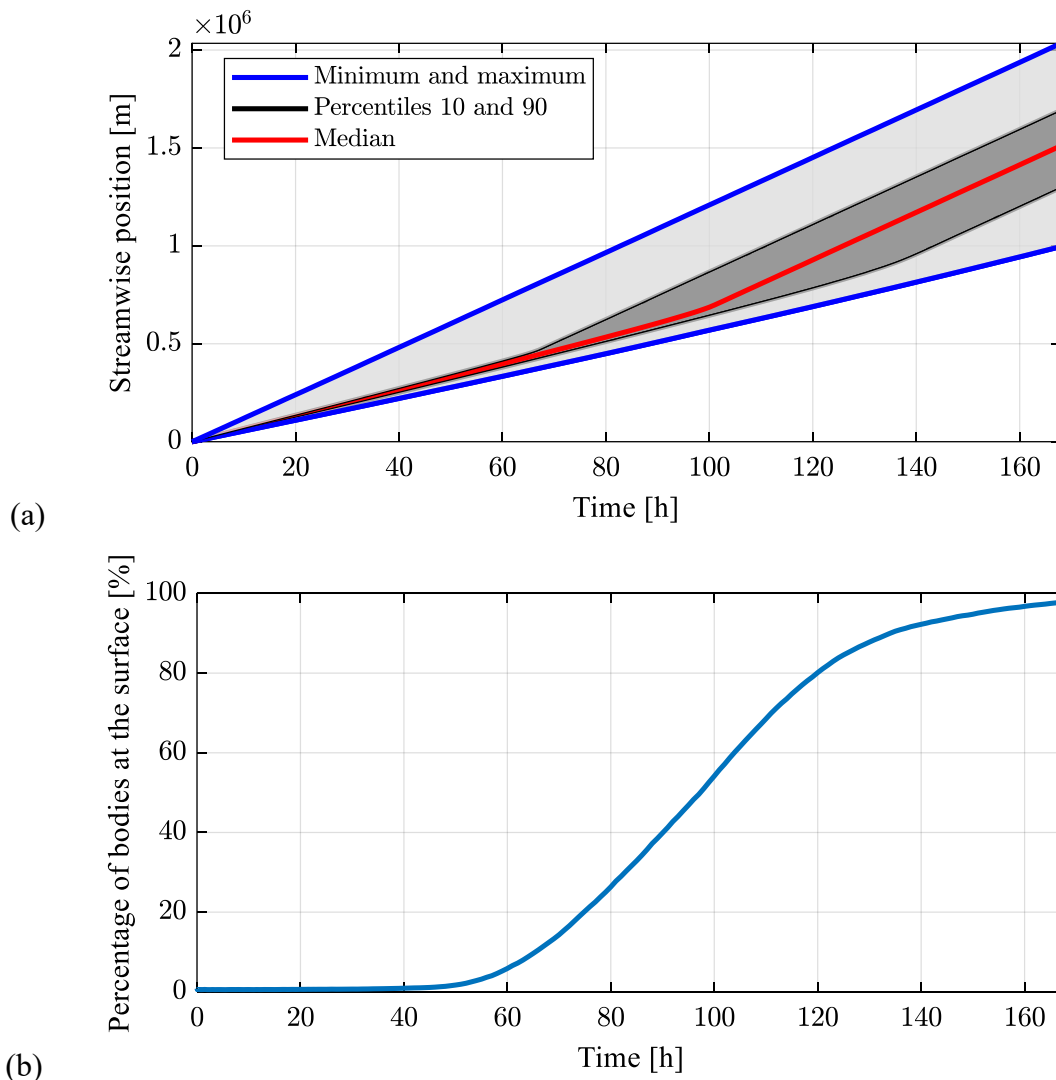 ×10⁶
2
1.5
1
0.5
0
Streamwise position [m]
Minimum and maximum
Percentiles 10 and 90
Median
0 20 40 60 80 100 120 140 160
Time [h]
(a)
100
80
60
40
20
0
Percentage of bodies at the surface [%]
0 20 40 60 80 100 120 140 160
Time [h]
(b)